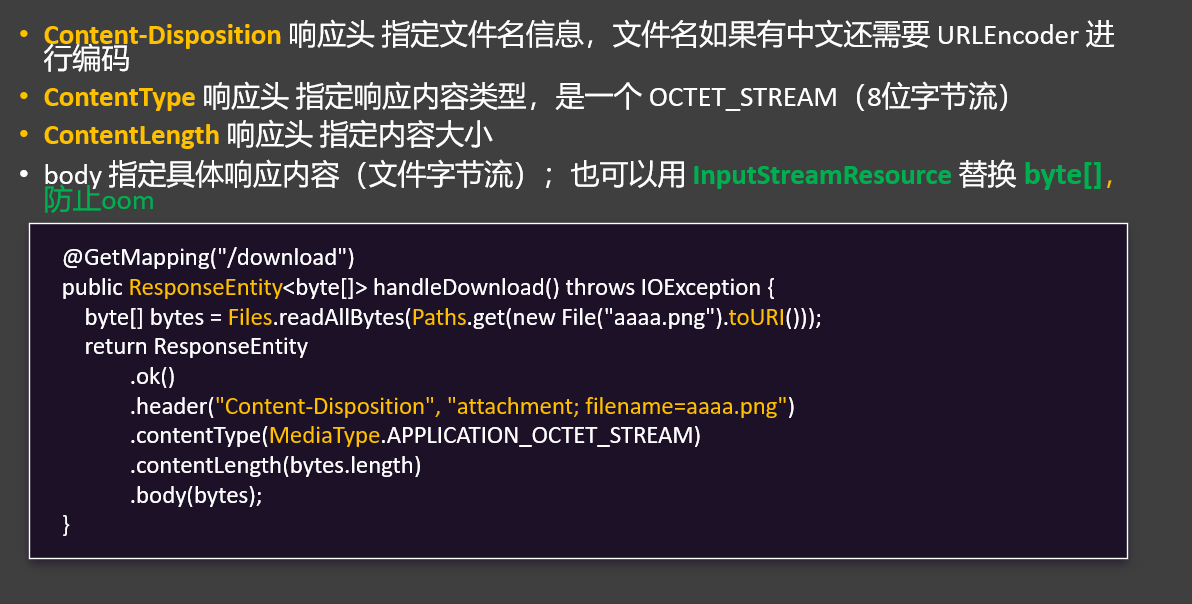 • Content-Disposition 响应头 指定文件名信息，文件名如果有中文还需要 URLEncoder 进
行编码
• ContentType 响应头 指定响应内容类型，是一个 OCTET_STREAM（8位字节流）
• ContentLength 响应头 指定内容大小
• body 指定具体响应内容（文件字节流）；也可以用 InputStreamResource 替换 byte[]，
防止oom
@GetMapping("/download")
public ResponseEntity<byte[]> handleDownload() throws IOException {
byte[] bytes = Files.readAllBytes(Paths.get(new File("aaaa.png").toURI()));
return ResponseEntity
.ok()
.header("Content-Disposition", "attachment; filename=aaaa.png")
.contentType(MediaType.APPLICATION_OCTET_STREAM)
.contentLength(bytes.length)
.body(bytes);
}